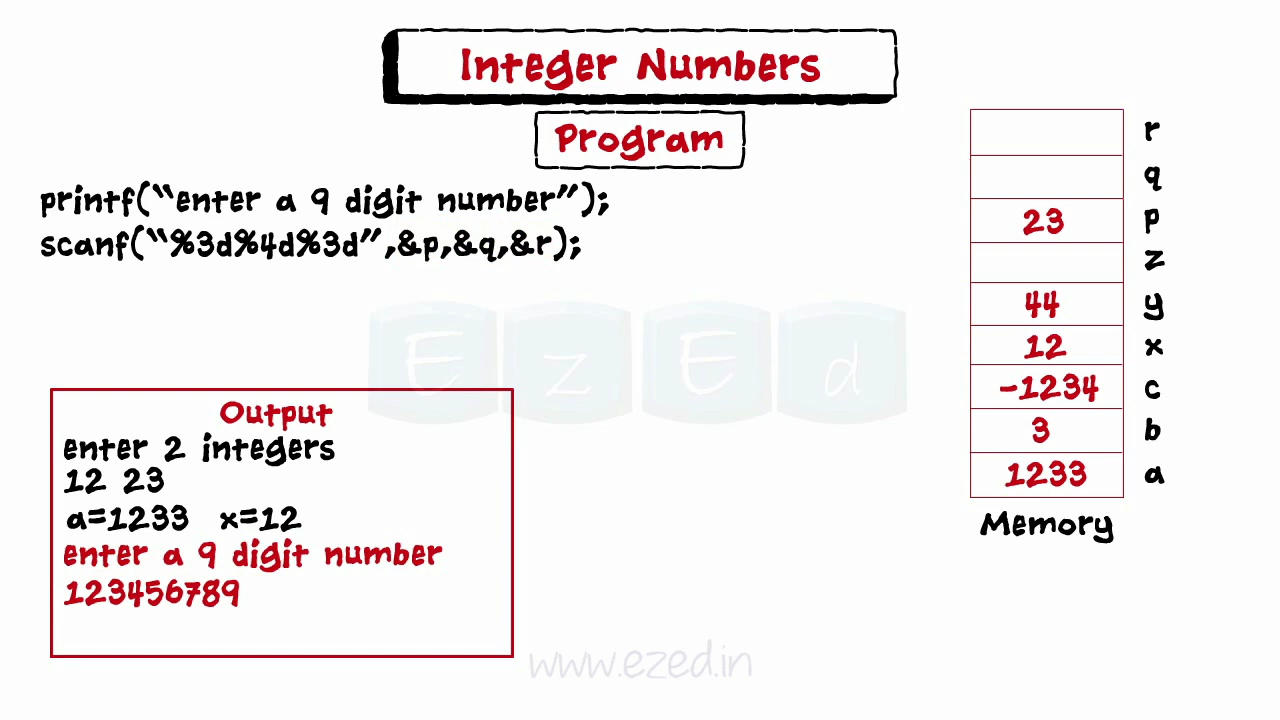 Integer Numbers
Program
printf(“enter a 9 digit number”);
scanf(“%3d%4d%3d”,&p,&q,&r);
r
q
23 p
z
44 y
12 x
-1234 c
3 b
1233 a
Memory
E z E d
Output
enter 2 integers
12 23
a=1233 x=12
enter a 9 digit number
123456789
www.ezed.in